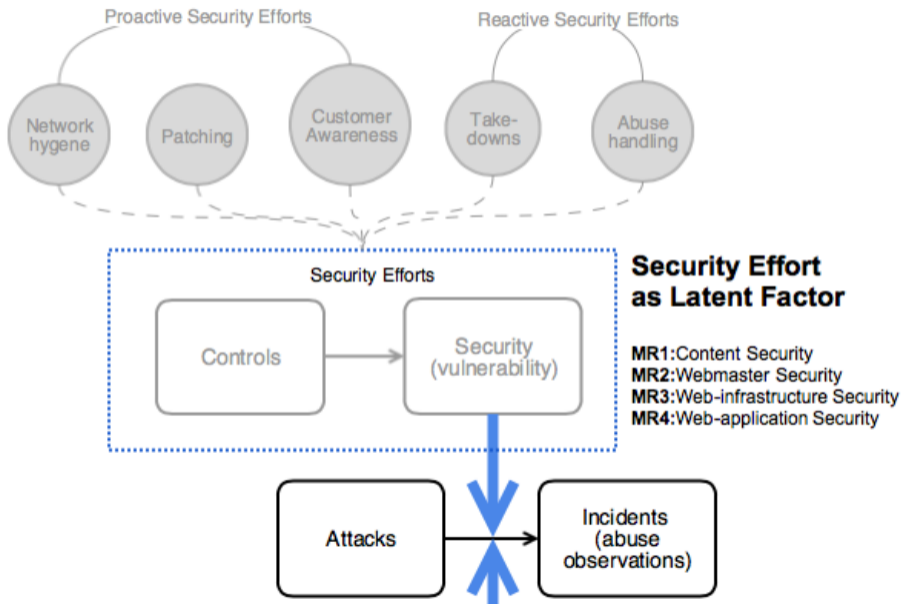 Proactive Security Efforts
Reactive Security Efforts
Network
hygene
Patching
Customer
Awareness
Take-
downs
Abuse
handling
Security Efforts
Controls
Security
(vulnerability)
Security Effort
as Latent Factor
MR1:Content Security
MR2:Webmaster Security
MR3:Web-infrastructure Security
MR4:Web-application Security
Attacks
Incidents
(abuse
observations)